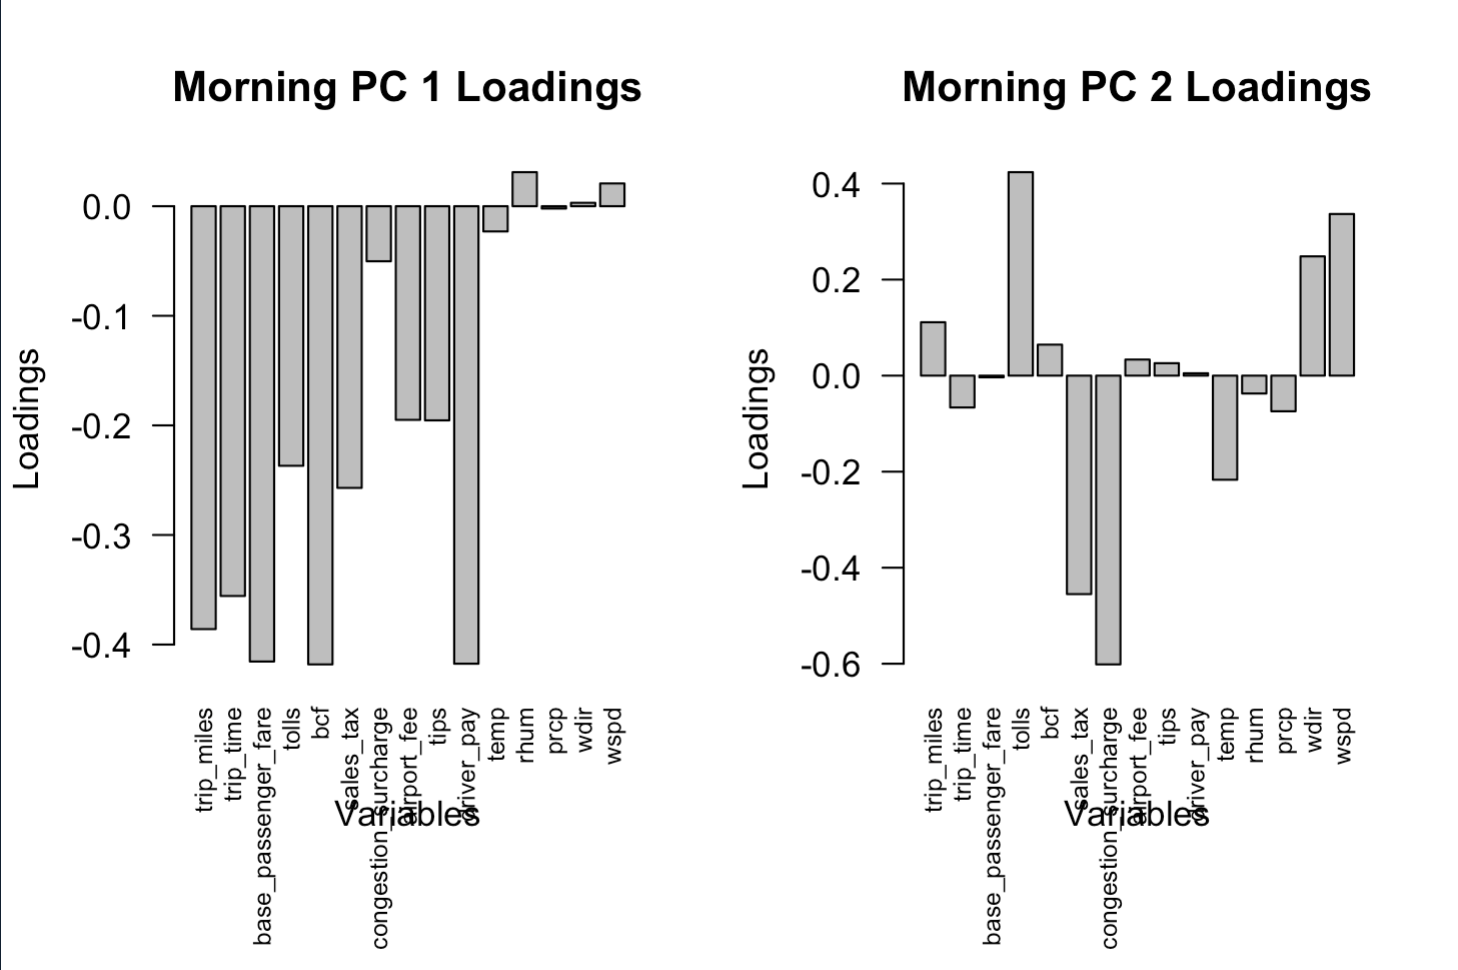 Morning PC 1 Loadings
Loadings
0.0
-0.1
-0.2
-0.3
-0.4
trip_miles
trip_time
base_passenger_fare
tolls
bcf
sales_tax
congestion_surcharge
airport_fee
tips
driver_pay
temp
rhum
prcp
wdir
wspd
Variables
Morning PC 2 Loadings
Loadings
0.4
0.2
0.0
-0.2
-0.4
-0.6
trip_miles
trip_time
base_passenger_fare
tolls
bcf
sales_tax
congestion_surcharge
airport_fee
tips
driver_pay
temp
rhum
prcp
wdir
wspd
Variables